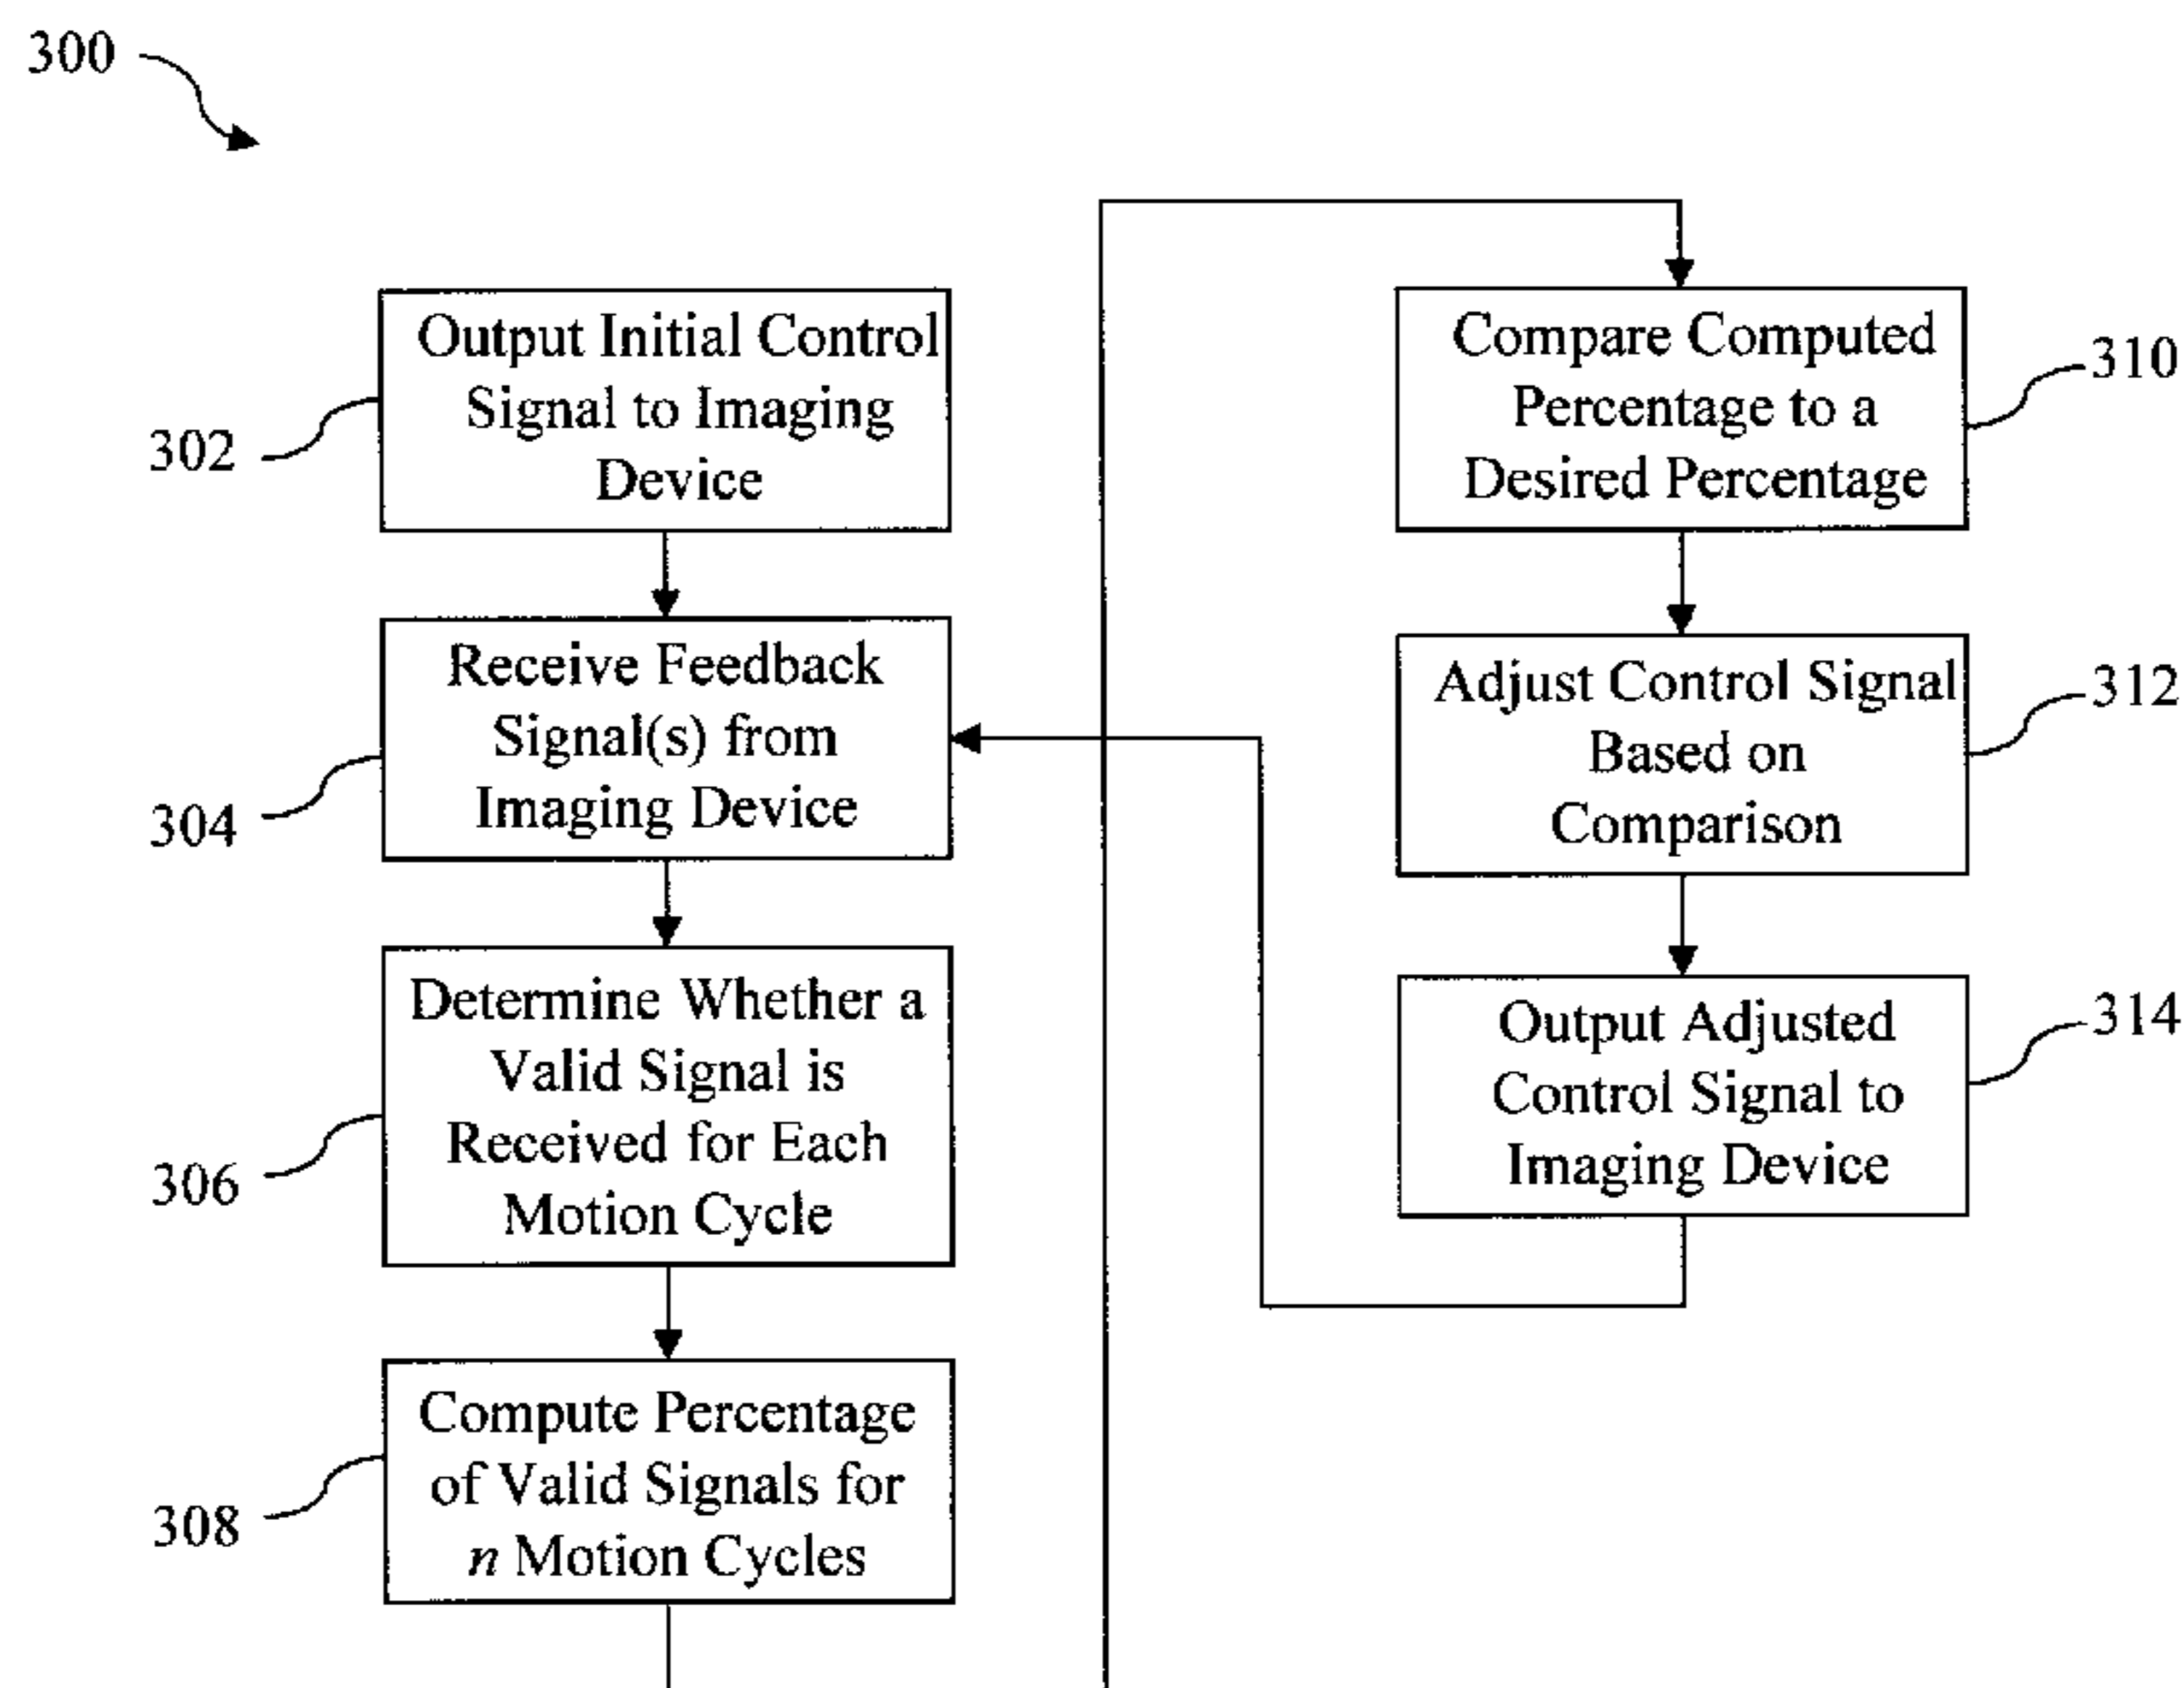 300
Output Initial Control
Signal to Imaging
Device
302
Receive Feedback
Signal(s) from
Imaging Device
304
Determine Whether a
Valid Signal is
Received for Each
Motion Cycle
306
Compute Percentage
of Valid Signals for
n Motion Cycles
308
Compare Computed
Percentage to a
Desired Percentage
310
Adjust Control Signal
Based on
Comparison
312
Output Adjusted
Control Signal to
Imaging Device
314